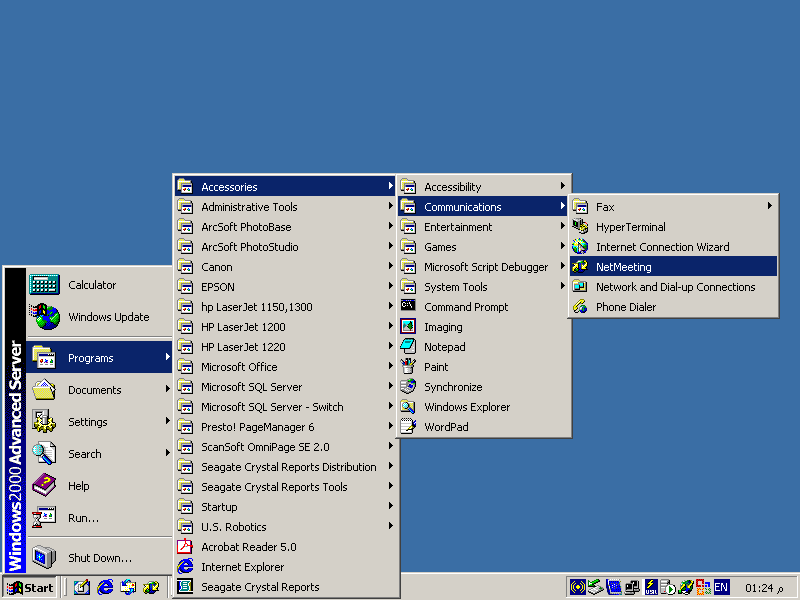 Windows2000 Advanced Server
Calculator
Windows Update
Programs
Documents
Settings
Search
Help
Run...
Shut Down...
Accessories
Administrative Tools
ArcSoft PhotoBase
ArcSoft PhotoStudio
Canon
EPSON
hp LaserJet 1150,1300
HP LaserJet 1200
HP LaserJet 1220
Microsoft Office
Microsoft SQL Server
Microsoft SQL Server - Switch
Presto! PageManager 6
ScanSoft OmniPage SE 2.0
Seagate Crystal Reports Distribution
Seagate Crystal Reports Tools
Startup
U.S. Robotics
Acrobat Reader 5.0
Internet Explorer
Seagate Crystal Reports
Accessibility
Communications
Entertainment
Games
Microsoft Script Debugger
System Tools
Command Prompt
Imaging
Notepad
Paint
Synchronize
Windows Explorer
WordPad
Fax
HyperTerminal
Internet Connection Wizard
NetMeeting
Network and Dial-up Connections
Phone Dialer
Start
EN
01:24 م